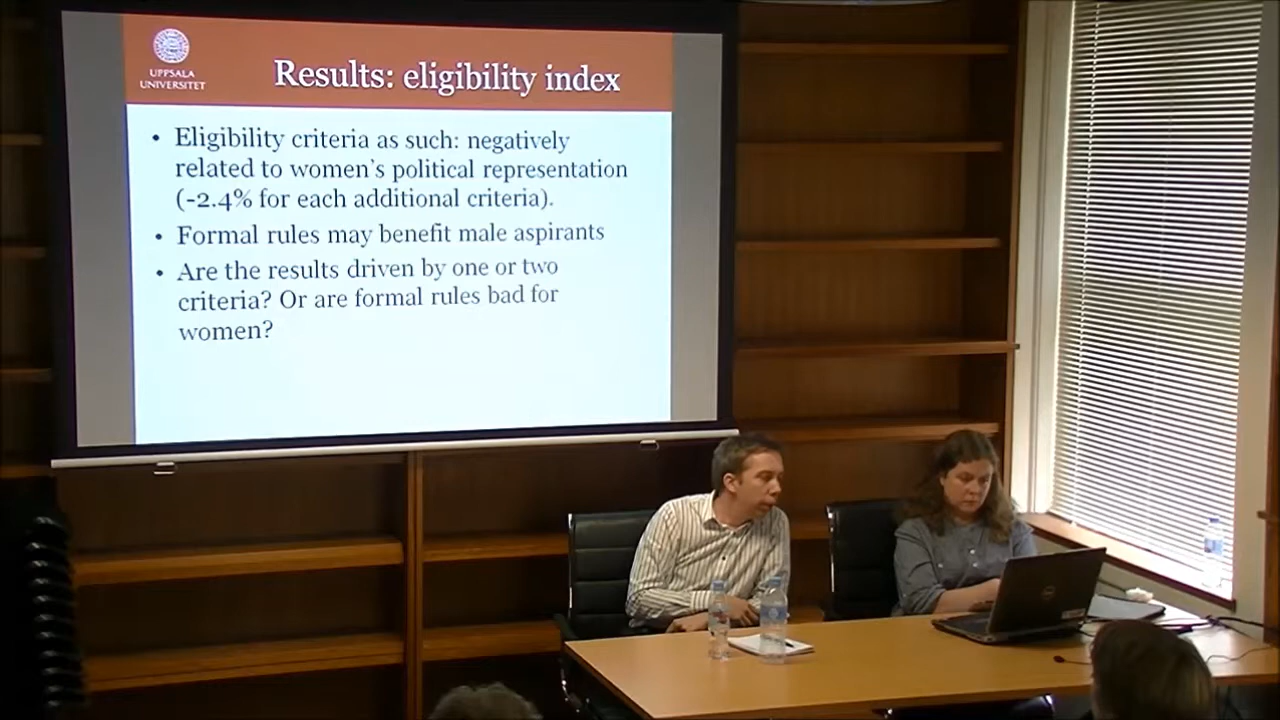 UPPSALA
UNIVERSITET
Results: eligibility index
• Eligibility criteria as such: negatively
related to women's political representation
(-2.4% for each additional criteria).
• Formal rules may benefit male aspirants
• Are the results driven by one or two
criteria? Or are formal rules bad for
women?
DELL